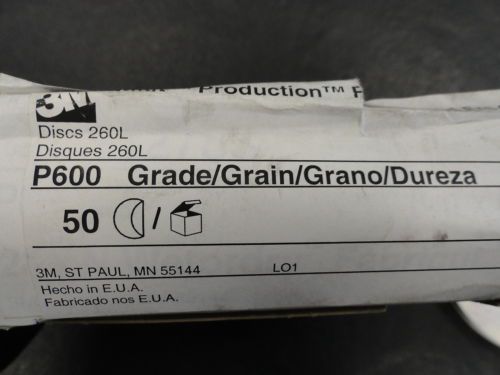 3M
Production™
Discs 260L
Disques 260L
P600 Grade/Grain/Grano/Dureza
50 /
3M, ST PAUL, MN 55144 LO1
Hecho in E.U.A.
Fabricado nos E.U.A.